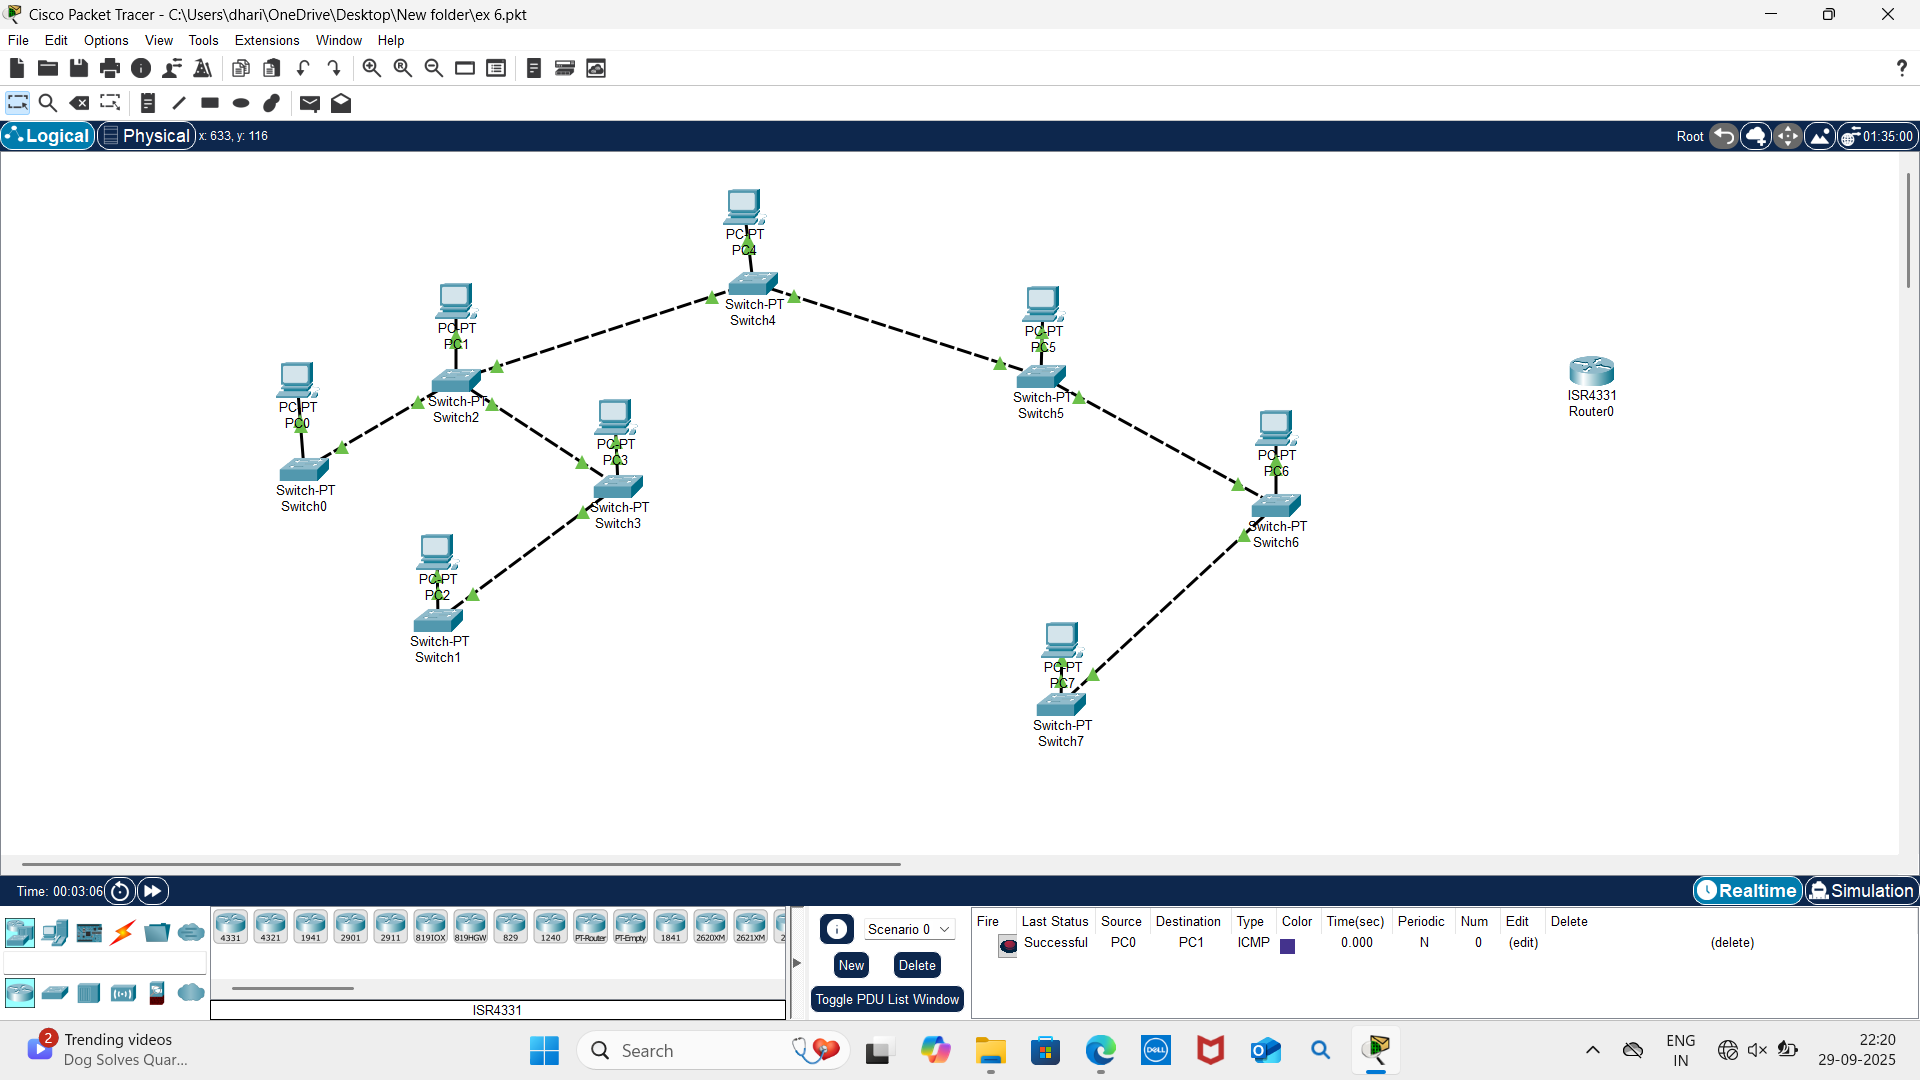 Cisco Packet Tracer - C:\Users\dhari\OneDrive\Desktop\New folder\ex 6.pkt
File Edit Options View Tools Extensions Window Help
?
Logical Physical x: 633, y: 116 Root 01:35:00
PC-PT
PC4
Switch-PT
Switch4
PC-PT
PC1
Switch-PT
Switch2
PC-PT
PC5
Switch-PT
Switch5
PC-PT
PC0
Switch-PT
Switch0
ISR4331
Router0
PC-PT
PC3
Switch-PT
Switch3
PC-PT
PC6
Switch-PT
Switch6
PC-PT
PC2
Switch-PT
Switch1
PC-PT
PC7
Switch-PT
Switch7
Time: 00:03:06 Realtime Simulation
4331 4321 1941 2901 2911 819IOX 819HGW 829 1240 PT-Router PT-Empty 1841 2620XM 2621XM
ISR4331
Scenario 0
New Delete
Toggle PDU List Window
Fire Last Status Source Destination Type Color Time(sec) Periodic Num Edit Delete
Successful PC0 PC1 ICMP 0.000 N 0 (edit) (delete)
2
Trending videos
Dog Solves Quar...
Search
DELL
ENG
IN
22:20
29-09-2025